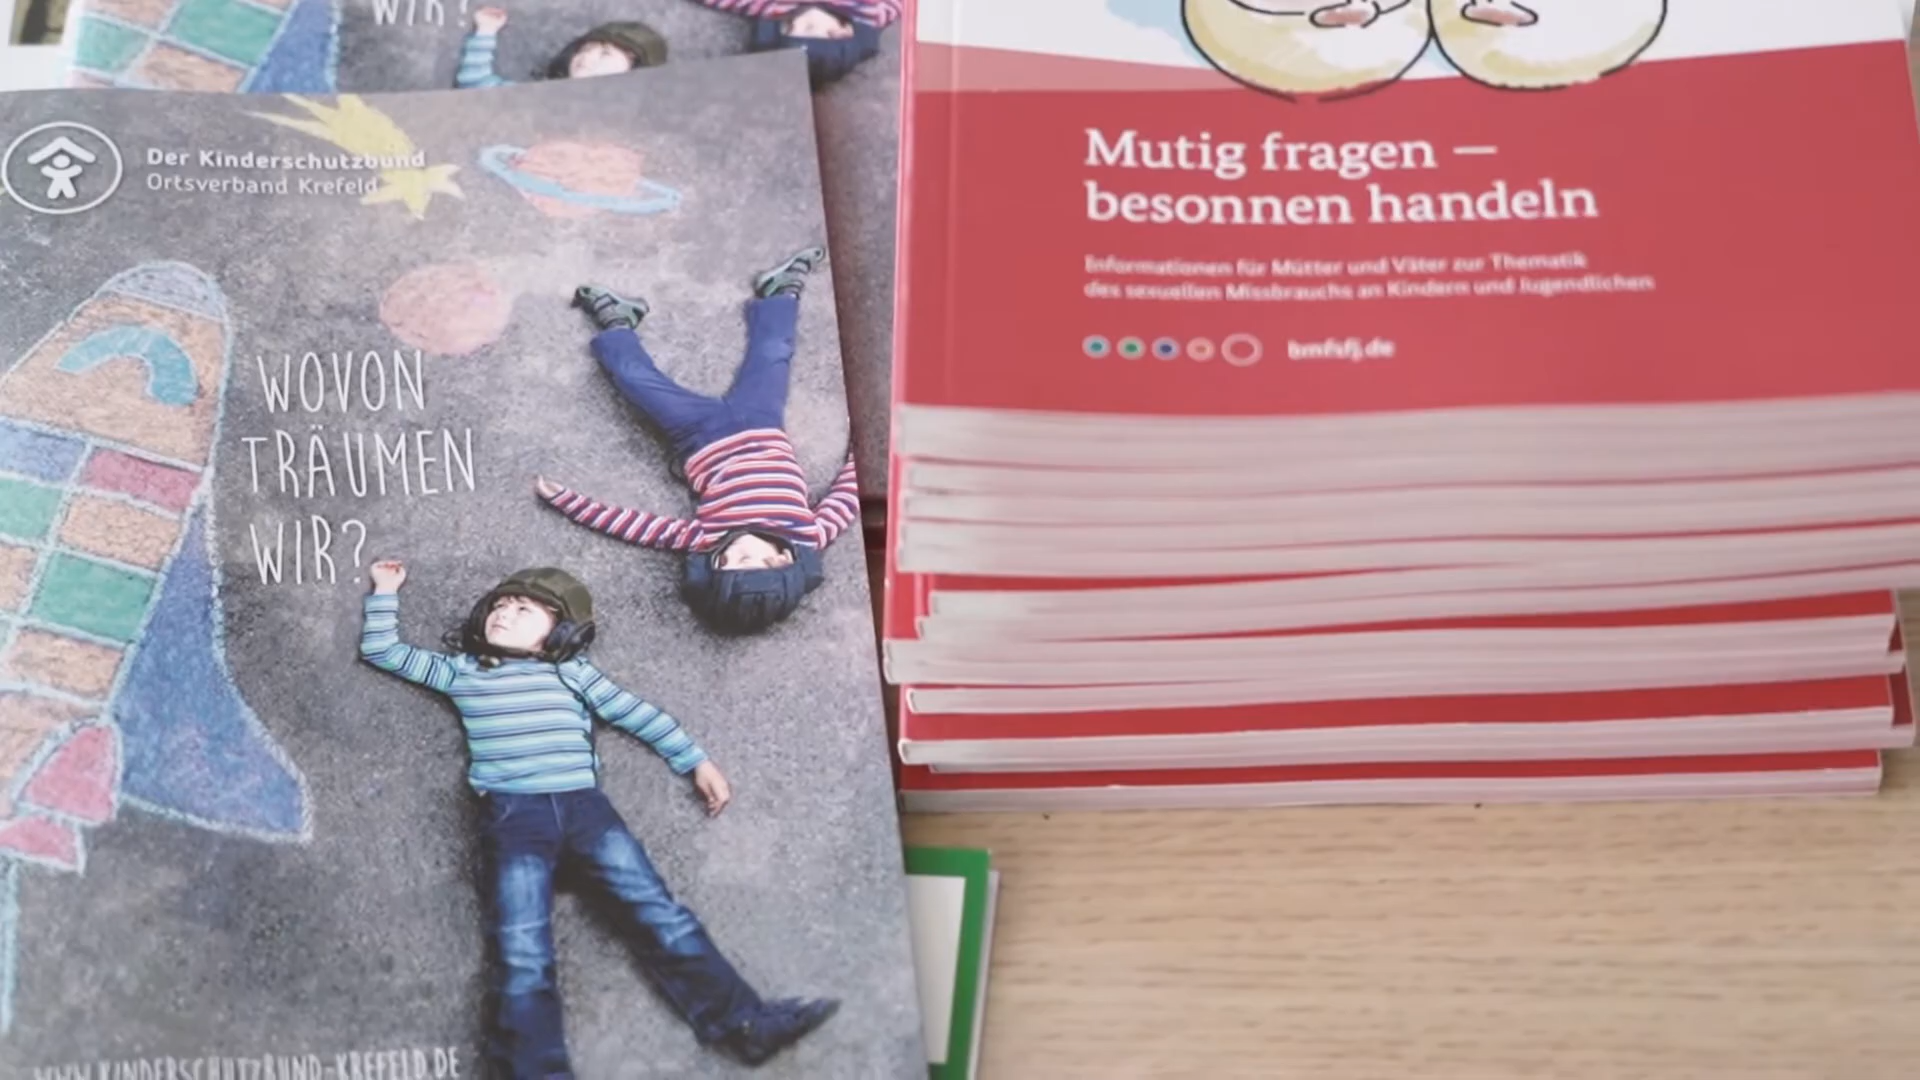 WIR?
Der Kinderschutzbund
Ortsverband Krefeld
WOVON
TRÄUMEN
WIR?
WWW.KINDERSCHUTZBUND-KREFELD.DE
Mutig fragen —
besonnen handeln
Informationen für Mütter und Väter zur Thematik
des sexuellen Missbrauchs an Kindern und Jugendlichen
bmfsfj.de